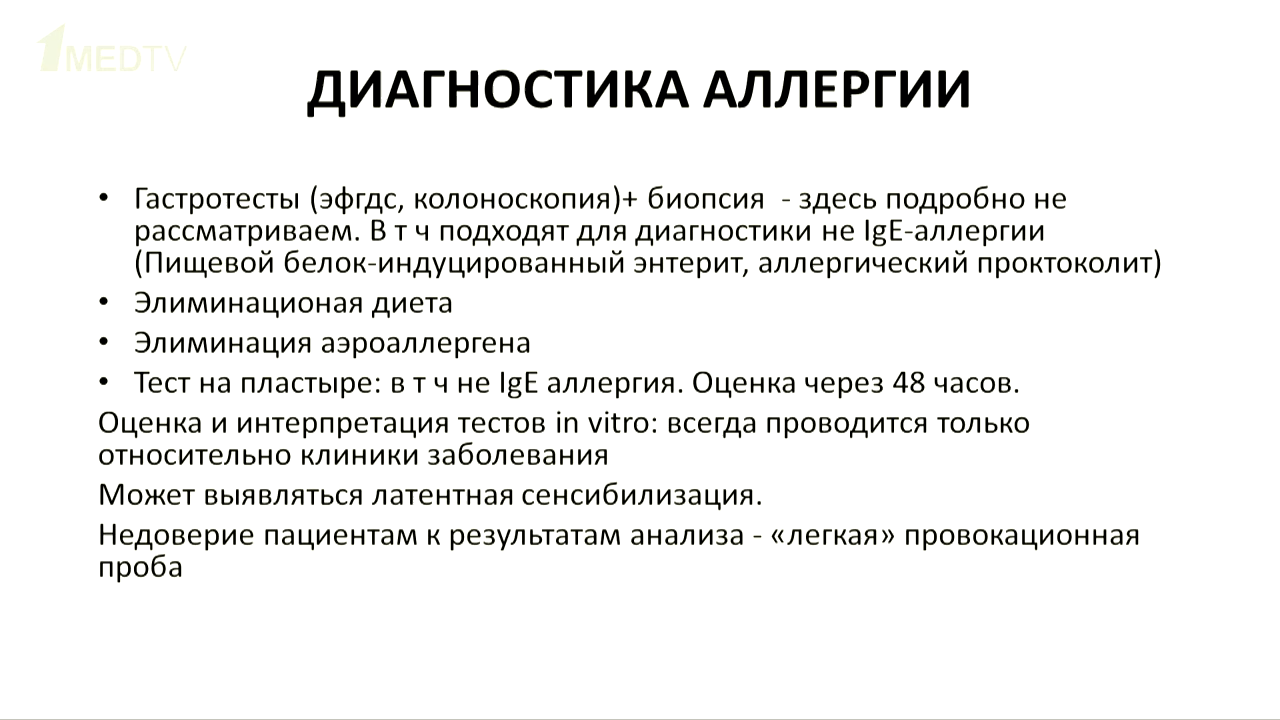 1MEDTV
ДИАГНОСТИКА АЛЛЕРГИИ
• Гастротесты (эфгдс, колоноскопия)+ биопсия  - здесь подробно не
рассматриваем. В т ч подходят для диагностики не IgE-аллергии
(Пищевой белок-индуцированный энтерит, аллергический проктоколит)
• Элиминационая диета
• Элиминация аэроаллергена
• Тест на пластыре: в т ч не IgE аллергия. Оценка через 48 часов.
Оценка и интерпретация тестов in vitro: всегда проводится только
относительно клиники заболевания
Может выявляться латентная сенсибилизация.
Недоверие пациентам к результатам анализа - «легкая» провокационная
проба